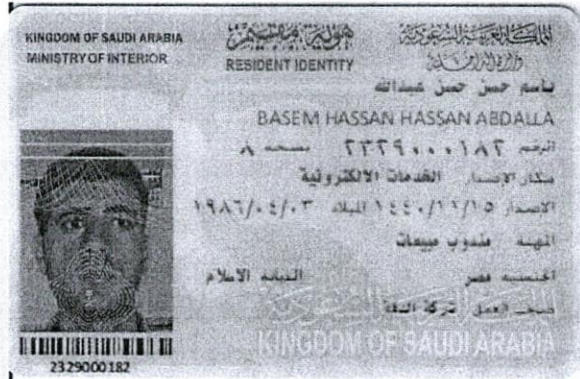 KINGDOM OF SAUDI ARABIA
MINISTRY OF INTERIOR
هوية مقيم
RESIDENT IDENTITY
المملكة العربية السعودية
وزارة الداخلية
باسم حسن حسن عبدالله
BASEM HASSAN HASSAN ABDALLA
الرقم ٢٣٢٩٠٠٠١٨٢ نسخة ٨
مكان الإصدار الخدمات الالكترونية
الاصدار ١٤٤٠/١١/١٥ الميلاد ١٩٨٦/٠٤/٠٣
المهنة مندوب مبيعات
الجنسية مصر الديانة الاسلام
صاحب العمل شركة الثقة
KINGDOM OF SAUDI ARABIA
2329000182